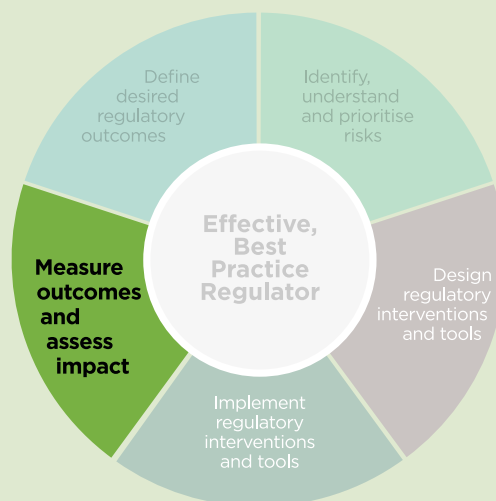 Define
desired
regulatory
outcomes
Identify,
understand
and prioritise
risks
Effective,
Best
Practice
Regulator
Measure
outcomes
and
assess
impact
Design
regulatory
interventions
and tools
Implement
regulatory
interventions
and tools